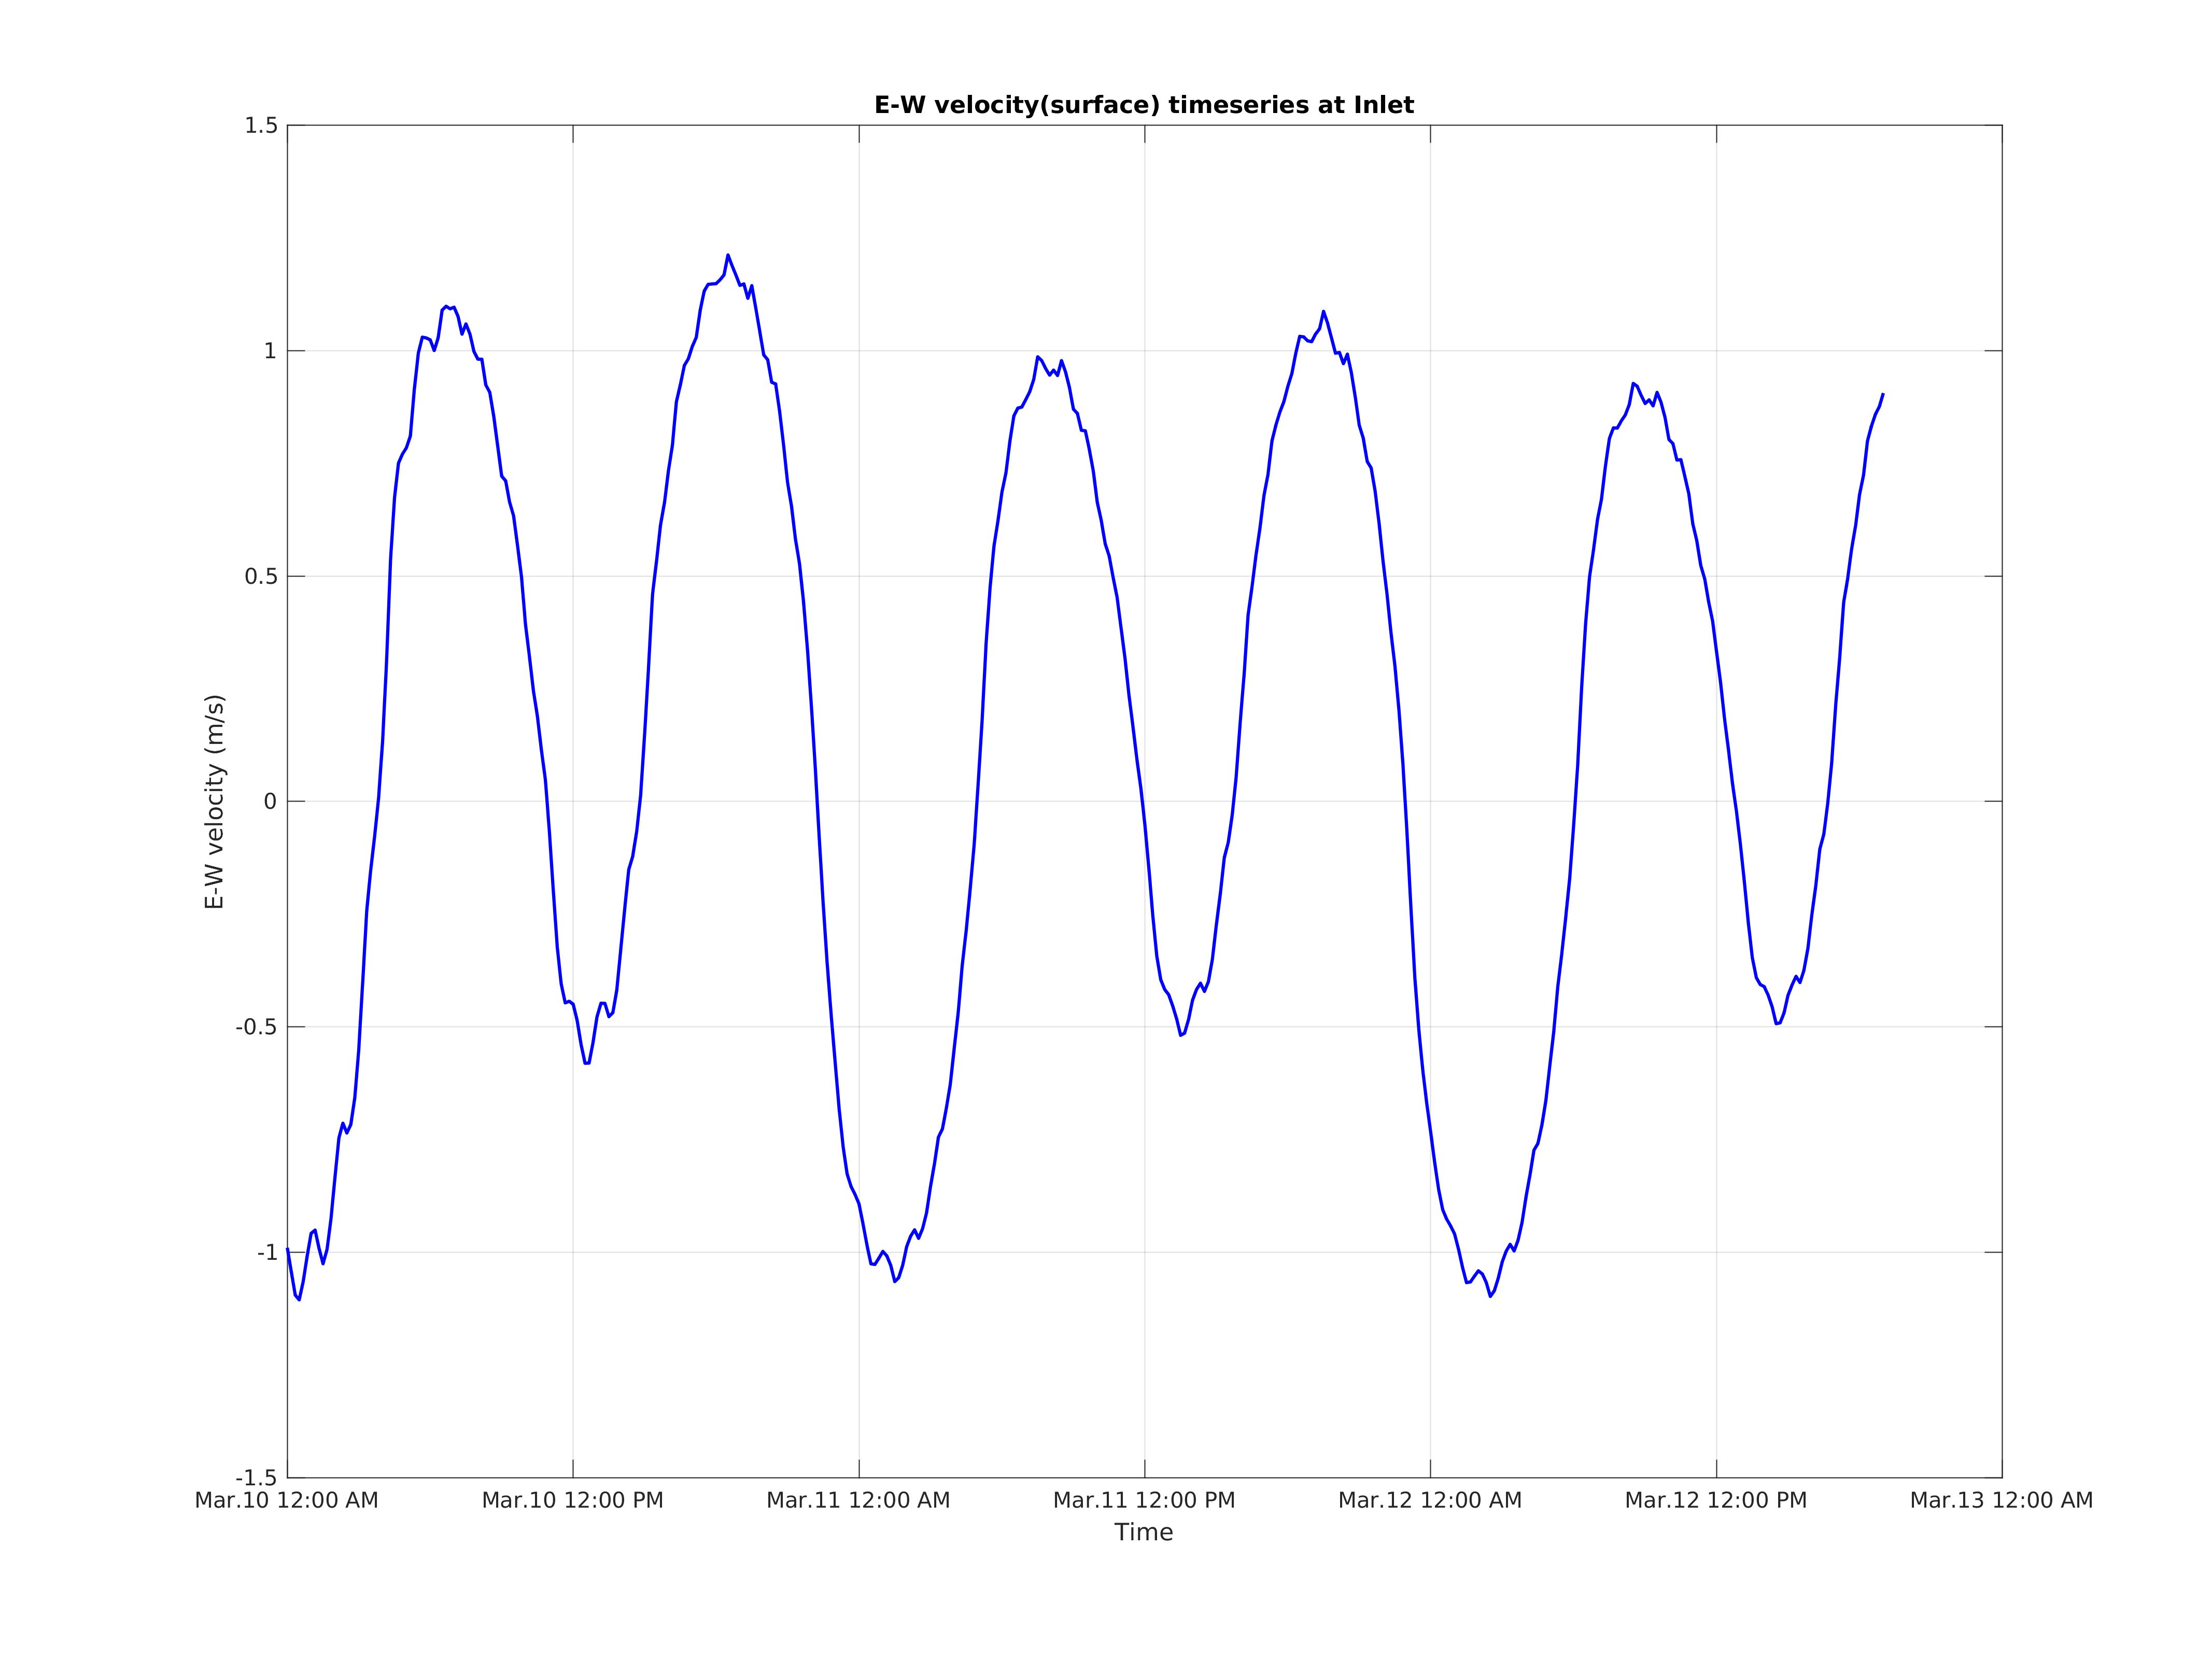 E-W velocity(surface) timeseries at Inlet
1.5
1
0.5
0
-0.5
-1
-1.5
E-W velocity (m/s)
Mar.10 12:00 AM Mar.10 12:00 PM Mar.11 12:00 AM Mar.11 12:00 PM Mar.12 12:00 AM Mar.12 12:00 PM Mar.13 12:00 AM
Time